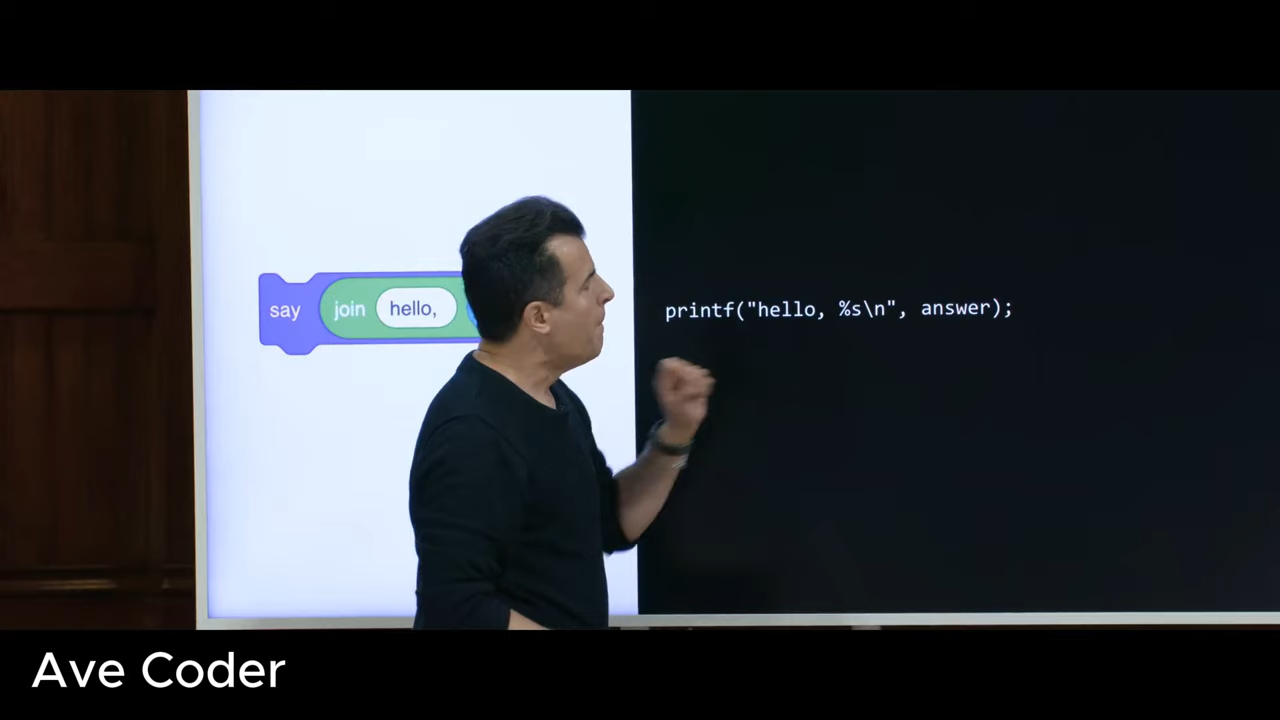 say join hello,
printf("hello, %s\n", answer);
Ave Coder